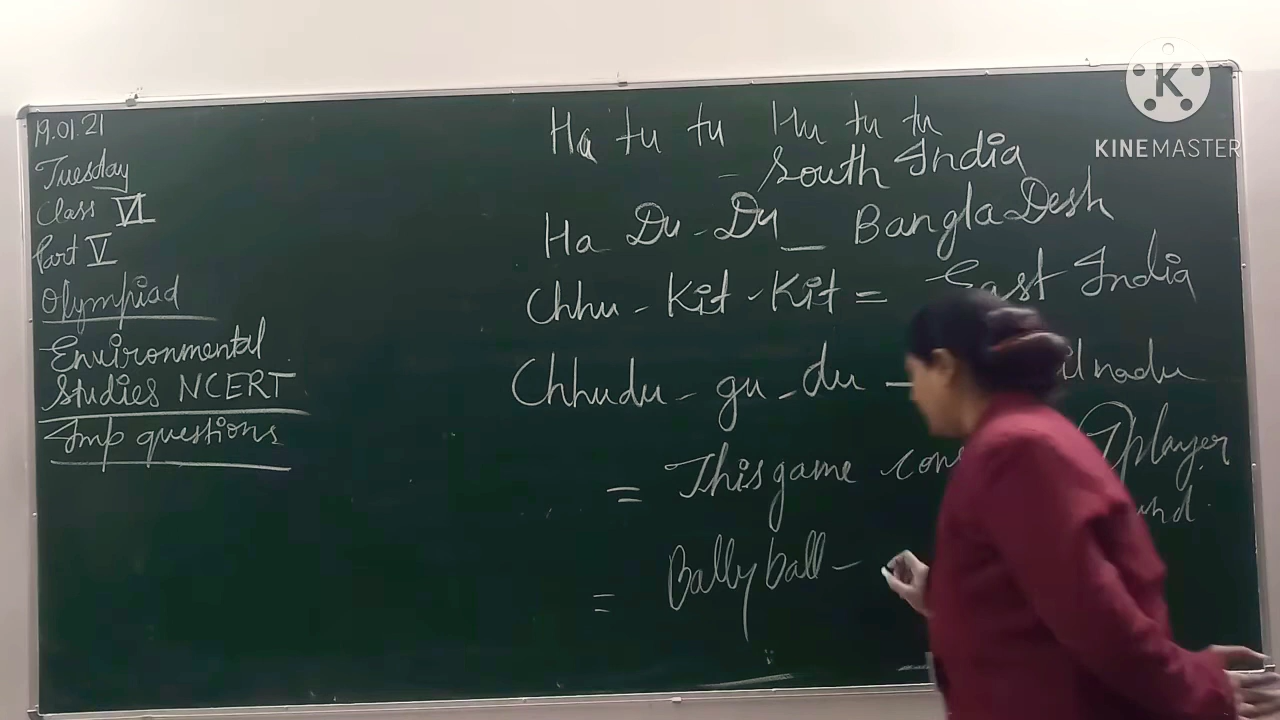 19.01.21
Tuesday
Class VI
Part V
Olympiad
Environmental
Studies NCERT
Imp questions
Ha tu tu Hu tu tu
- South India
Ha Du - Du _ BanglaDesh
Chhu - Kit - Kit = East India
Chhudu - gu - du -
= This game 7 player
= Bally ball -
K
KINEMASTER